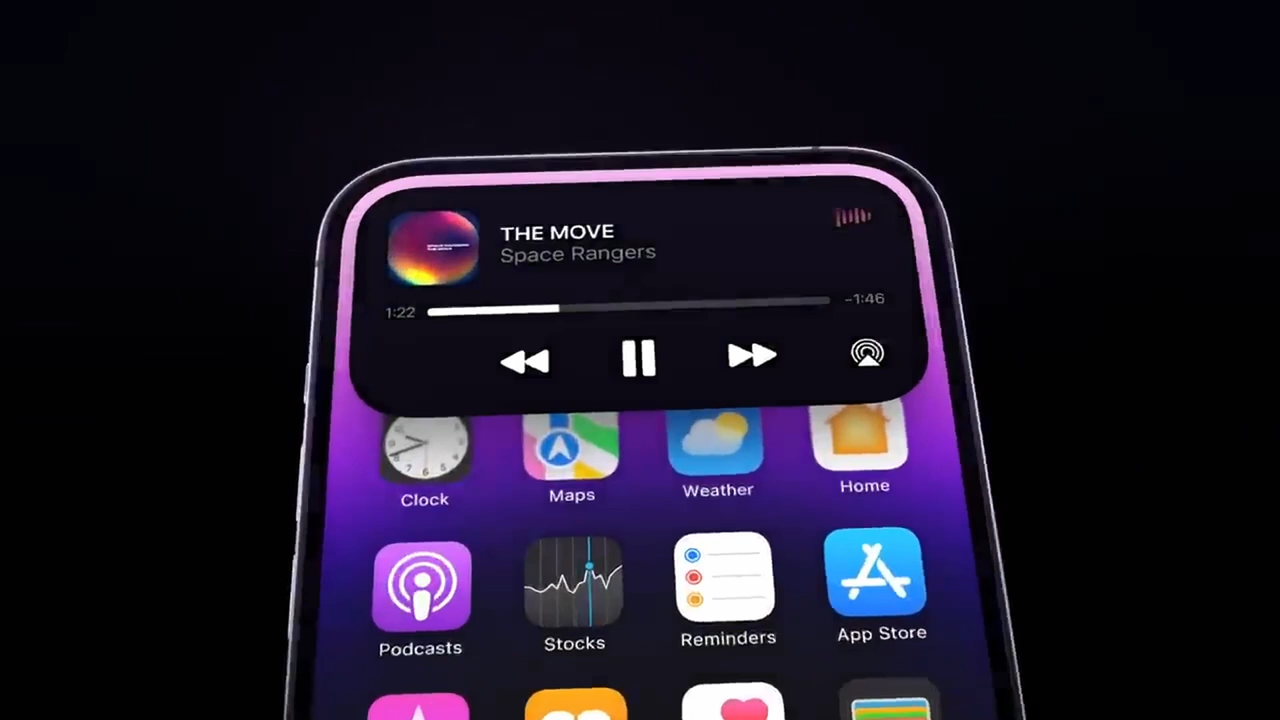 THE MOVE
Space Rangers
1:22
-1:46
Clock
Maps
Weather
Home
Podcasts
Stocks
Reminders
App Store